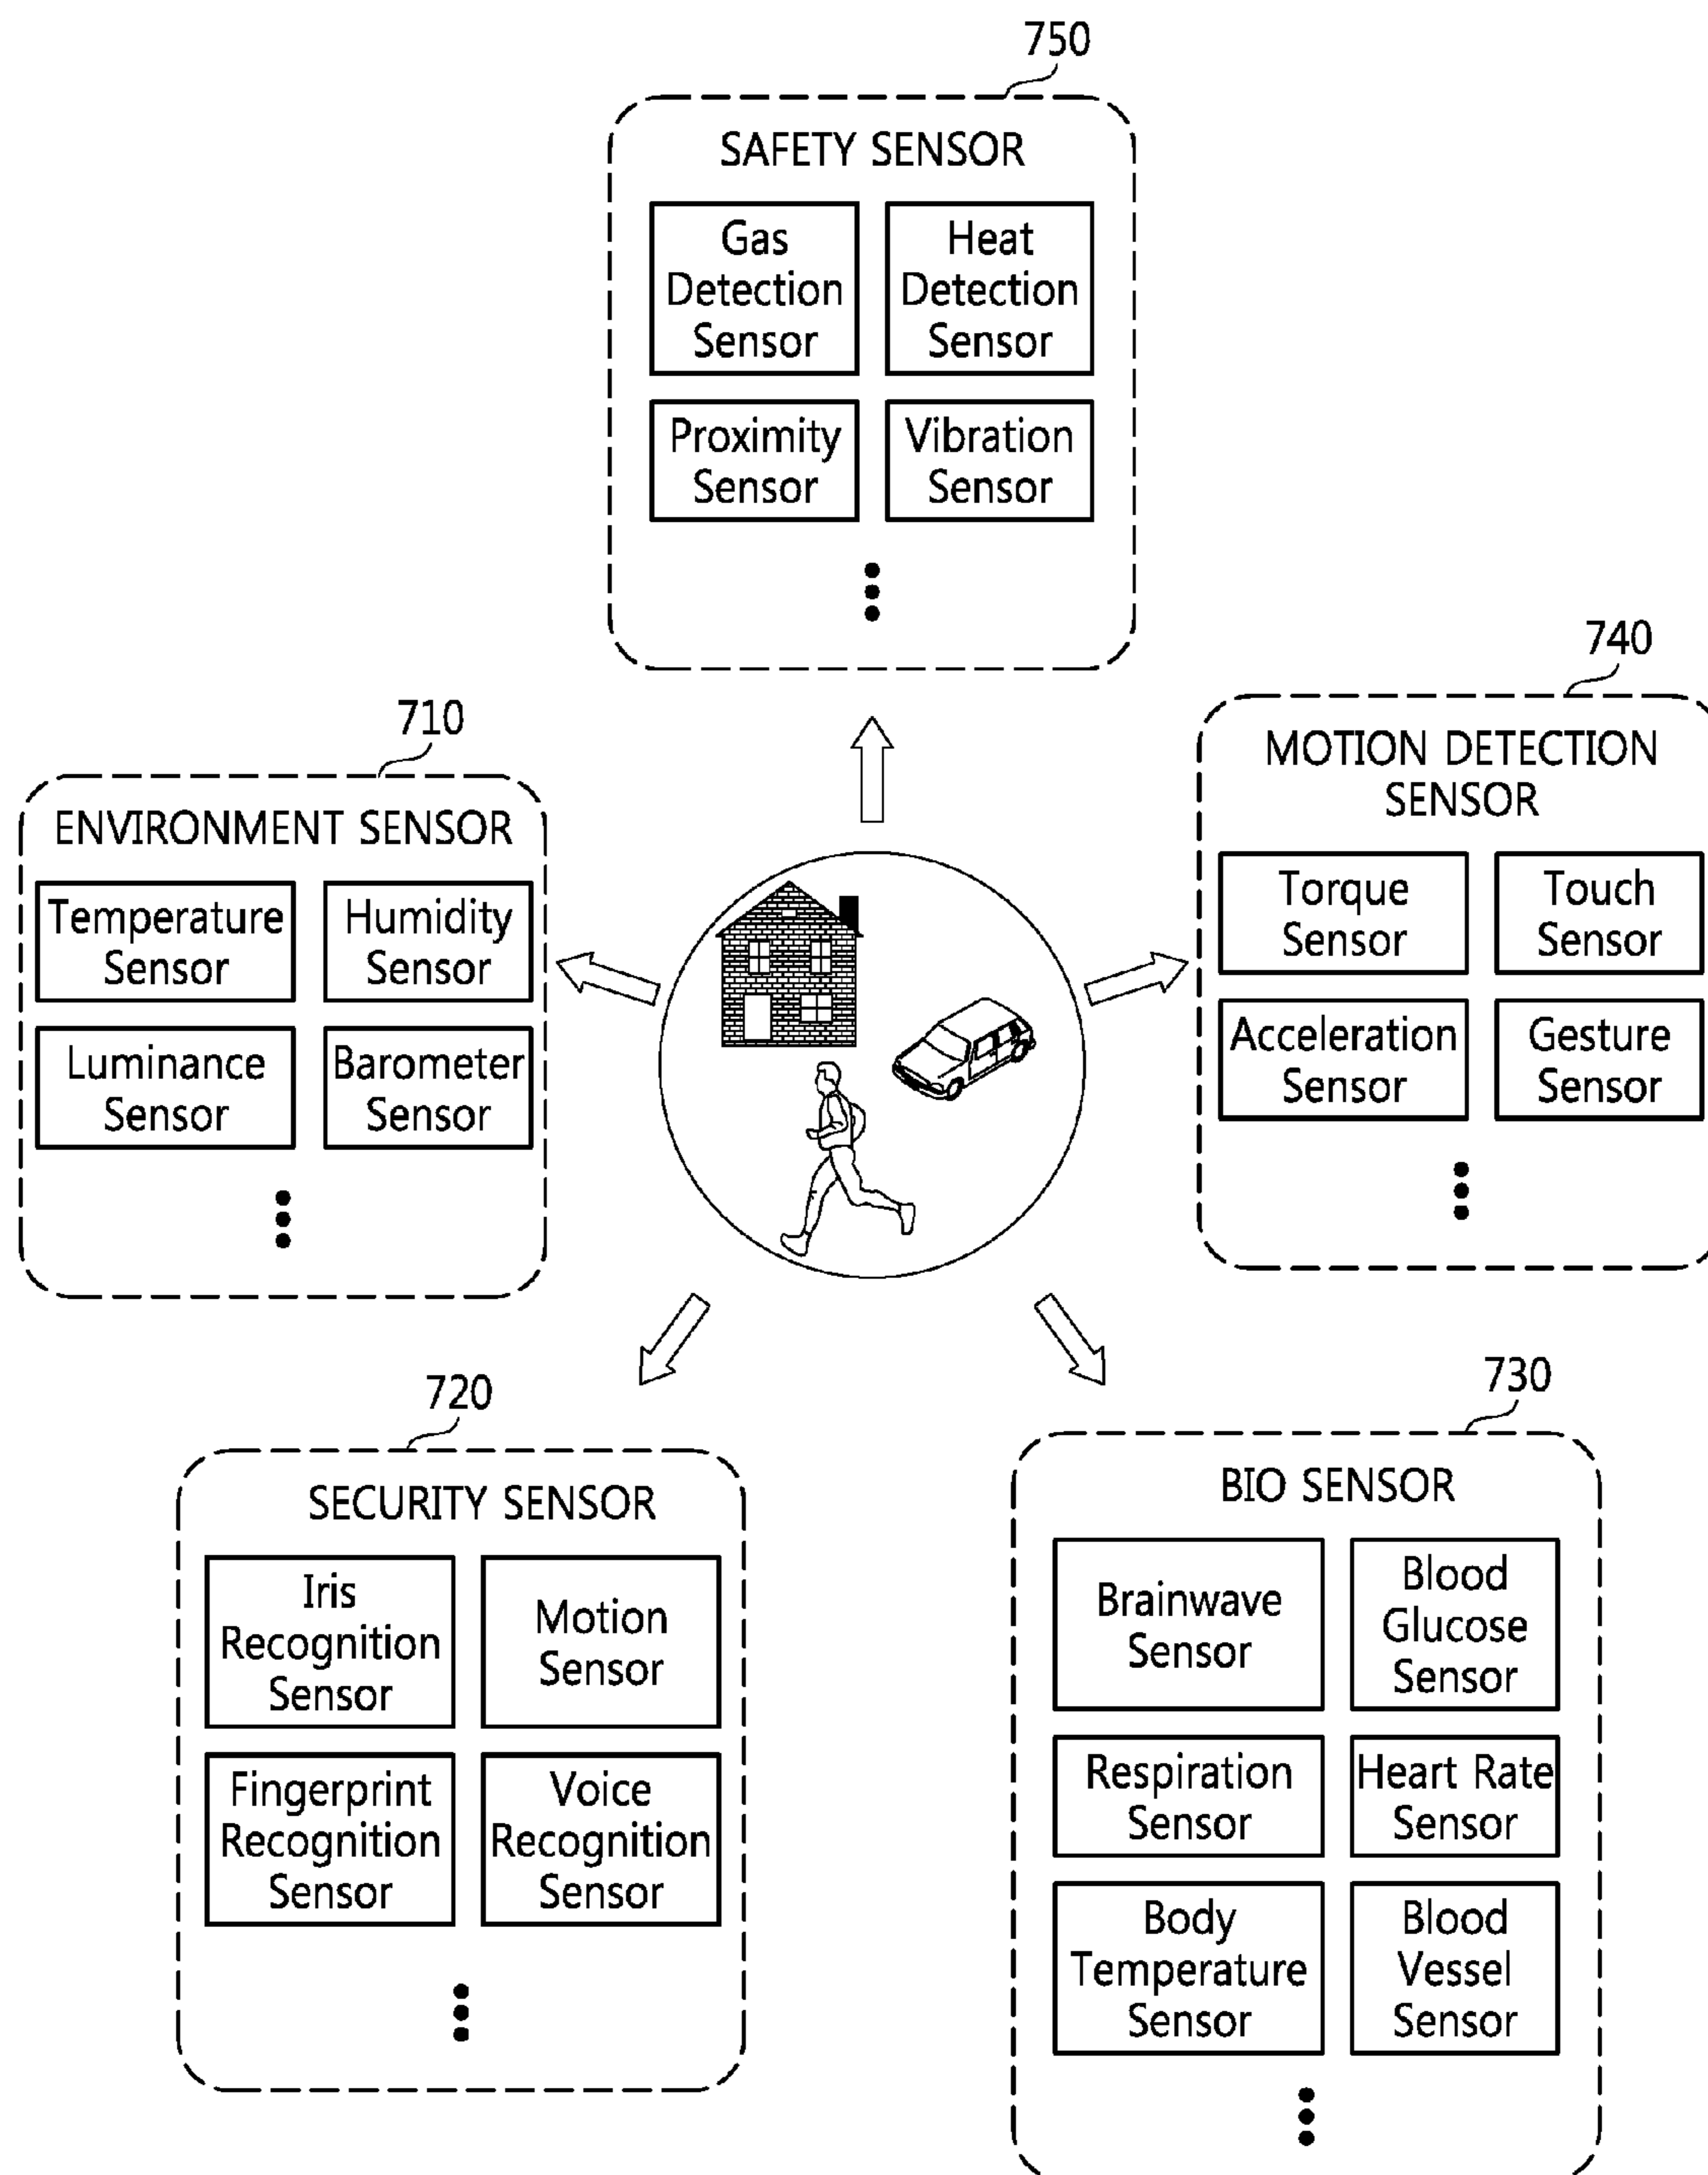 750
SAFETY SENSOR
Gas
Detection
Sensor
Heat
Detection
Sensor
Proximity
Sensor
Vibration
Sensor
710
ENVIRONMENT SENSOR
Temperature
Sensor
Humidity
Sensor
Luminance
Sensor
Barometer
Sensor
740
MOTION DETECTION
SENSOR
Torque
Sensor
Touch
Sensor
Acceleration
Sensor
Gesture
Sensor
720
SECURITY SENSOR
Iris
Recognition
Sensor
Motion
Sensor
Fingerprint
Recognition
Sensor
Voice
Recognition
Sensor
730
BIO SENSOR
Brainwave
Sensor
Blood
Glucose
Sensor
Respiration
Sensor
Heart Rate
Sensor
Body
Temperature
Sensor
Blood
Vessel
Sensor